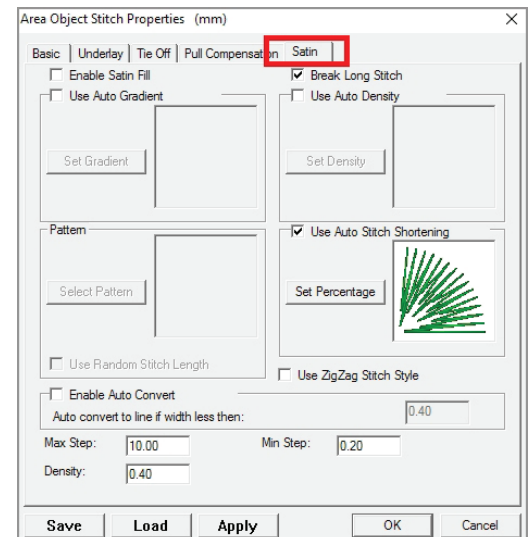 Area Object Stitch Properties (mm)
Basic Underlay Tie Off Pull Compensation Satin
Enable Satin Fill
Break Long Stitch
Use Auto Gradient
Use Auto Density
Set Gradient
Set Density
Pattern
Use Auto Stitch Shortening
Select Pattern
Set Percentage
Use Random Stitch Length
Use ZigZag Stitch Style
Enable Auto Convert
Auto convert to line if width less then: 0.40
Max Step: 10.00 Min Step: 0.20
Density: 0.40
Save Load Apply OK Cancel